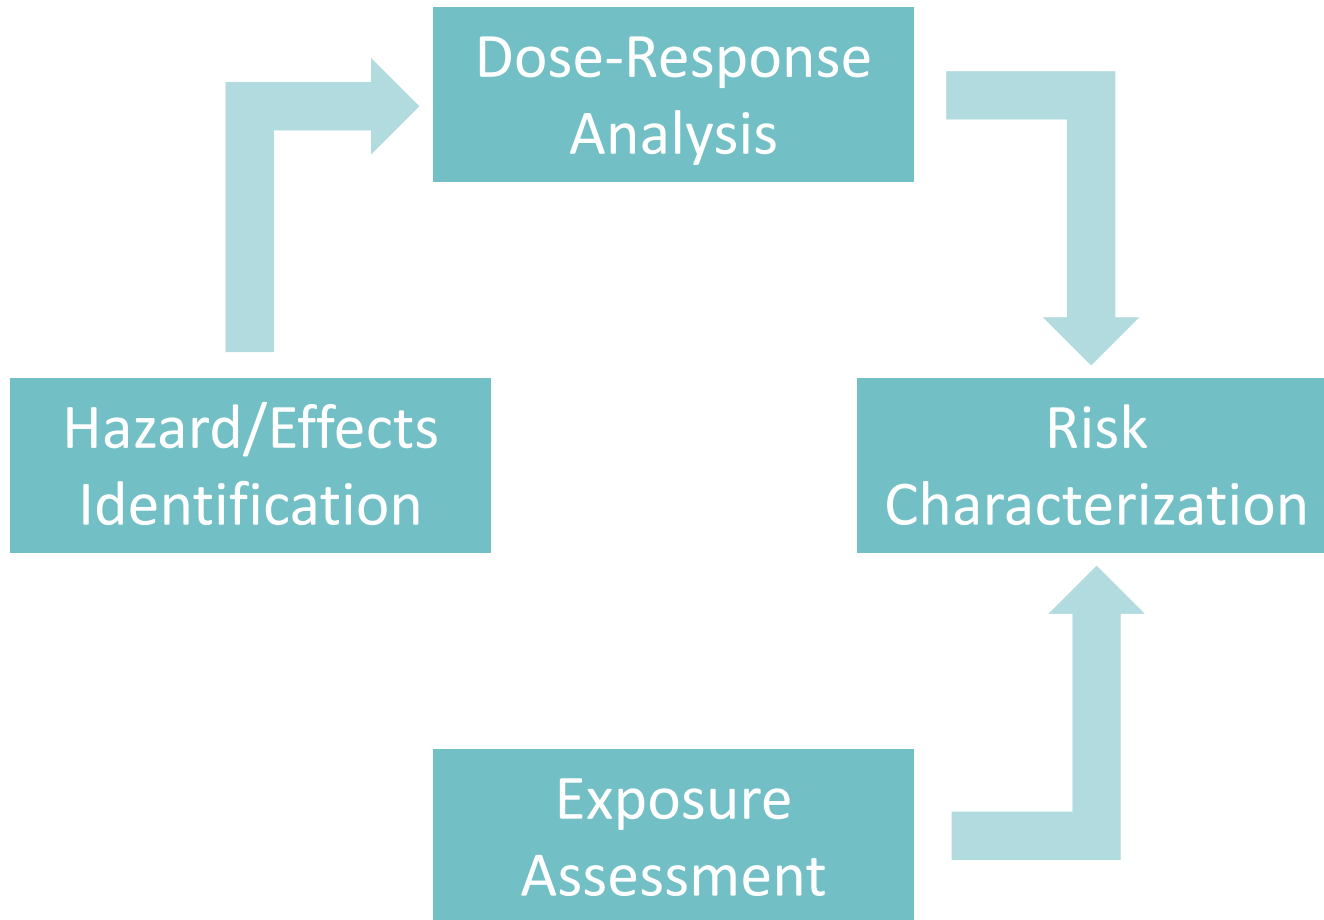 Dose-Response
Analysis
Hazard/Effects
Identification
Risk
Characterization
Exposure
Assessment